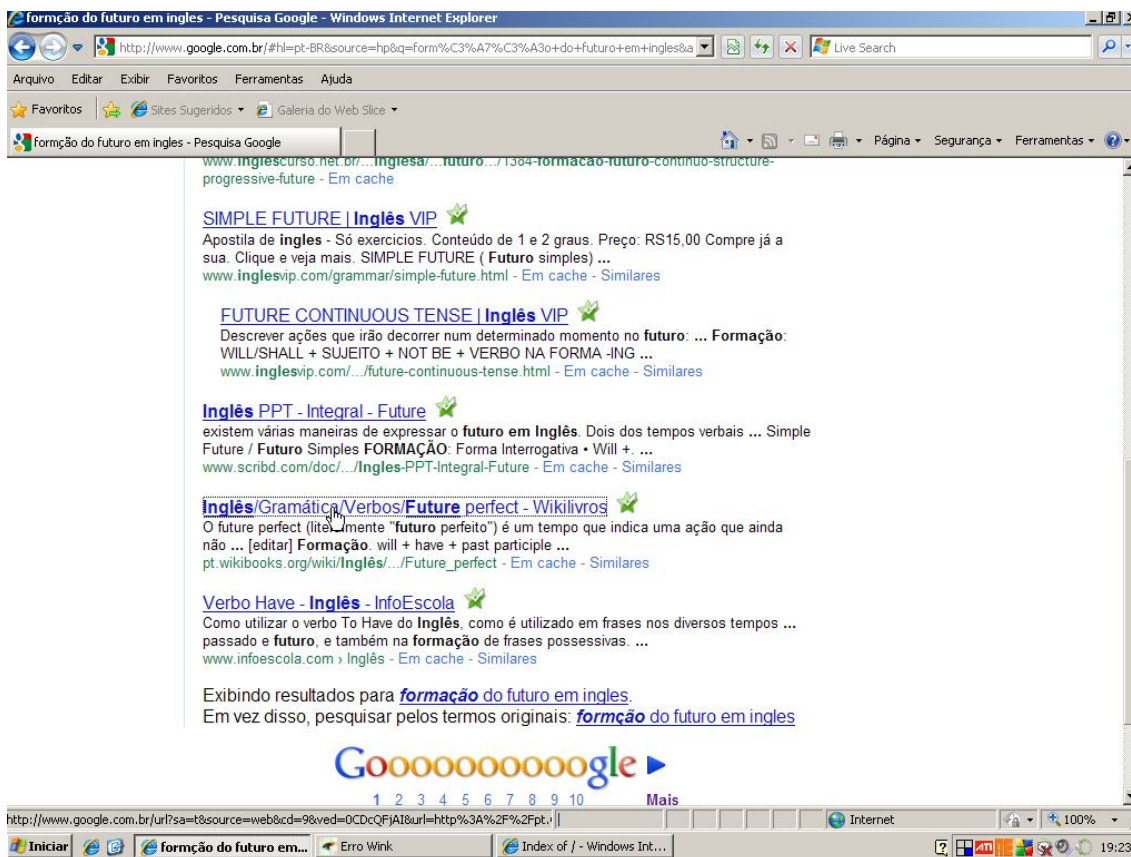 formção do futuro em ingles - Pesquisa Google - Windows Internet Explorer
http://www.google.com.br/#hl=pt-BR&source=hp&q=form%C3%A7%C3%A3o+do+futuro+em+ingles&a
Live Search
Arquivo Editar Exibir Favoritos Ferramentas Ajuda
Favoritos Sites Sugeridos Galeria do Web Slice
formção do futuro em ingles - Pesquisa Google Página Segurança Ferramentas
www.inglescurso.net.br/...inglesa/...futuro.../1384-formacao-futuro-continuo-structure-
progressive-future - Em cache
SIMPLE FUTURE | Inglês VIP
Apostila de ingles - Só exercicios. Conteúdo de 1 e 2 graus. Preço: RS15,00 Compre já a
sua. Clique e veja mais. SIMPLE FUTURE ( Futuro simples) ...
www.inglesvip.com/grammar/simple-future.html - Em cache - Similares
FUTURE CONTINUOUS TENSE | Inglês VIP
Descrever ações que irão decorrer num determinado momento no futuro: ... Formação:
WILL/SHALL + SUJEITO + NOT BE + VERBO NA FORMA -ING ...
www.inglesvip.com/.../future-continuous-tense.html - Em cache - Similares
Inglês PPT - Integral - Future
existem várias maneiras de expressar o futuro em Inglês. Dois dos tempos verbais ... Simple
Future / Futuro Simples FORMAÇÃO: Forma Interrogativa • Will +. ...
www.scribd.com/doc/.../Ingles-PPT-Integral-Future - Em cache - Similares
Inglês/Gramática/Verbos/Future perfect - Wikilivros
O future perfect (literalmente "futuro perfeito") é um tempo que indica uma ação que ainda
não ... [editar] Formação. will + have + past participle ...
pt.wikibooks.org/wiki/Inglês/.../Future_perfect - Em cache - Similares
Verbo Have - Inglês - InfoEscola
Como utilizar o verbo To Have do Inglês, como é utilizado em frases nos diversos tempos ...
passado e futuro, e também na formação de frases possessivas. ...
www.infoescola.com › Inglês - Em cache - Similares
Exibindo resultados para formação do futuro em ingles.
Em vez disso, pesquisar pelos termos originais: formção do futuro em ingles
Goooooooooogle
1 2 3 4 5 6 7 8 9 10 Mais
http://www.google.com.br/url?sa=t&source=web&cd=9&ved=0CDcQFjAI&url=http%3A%2F%2Fpt.
Internet 100%
Iniciar formção do futuro em... Erro Wink Index of / - Windows Int... ATI 19:23